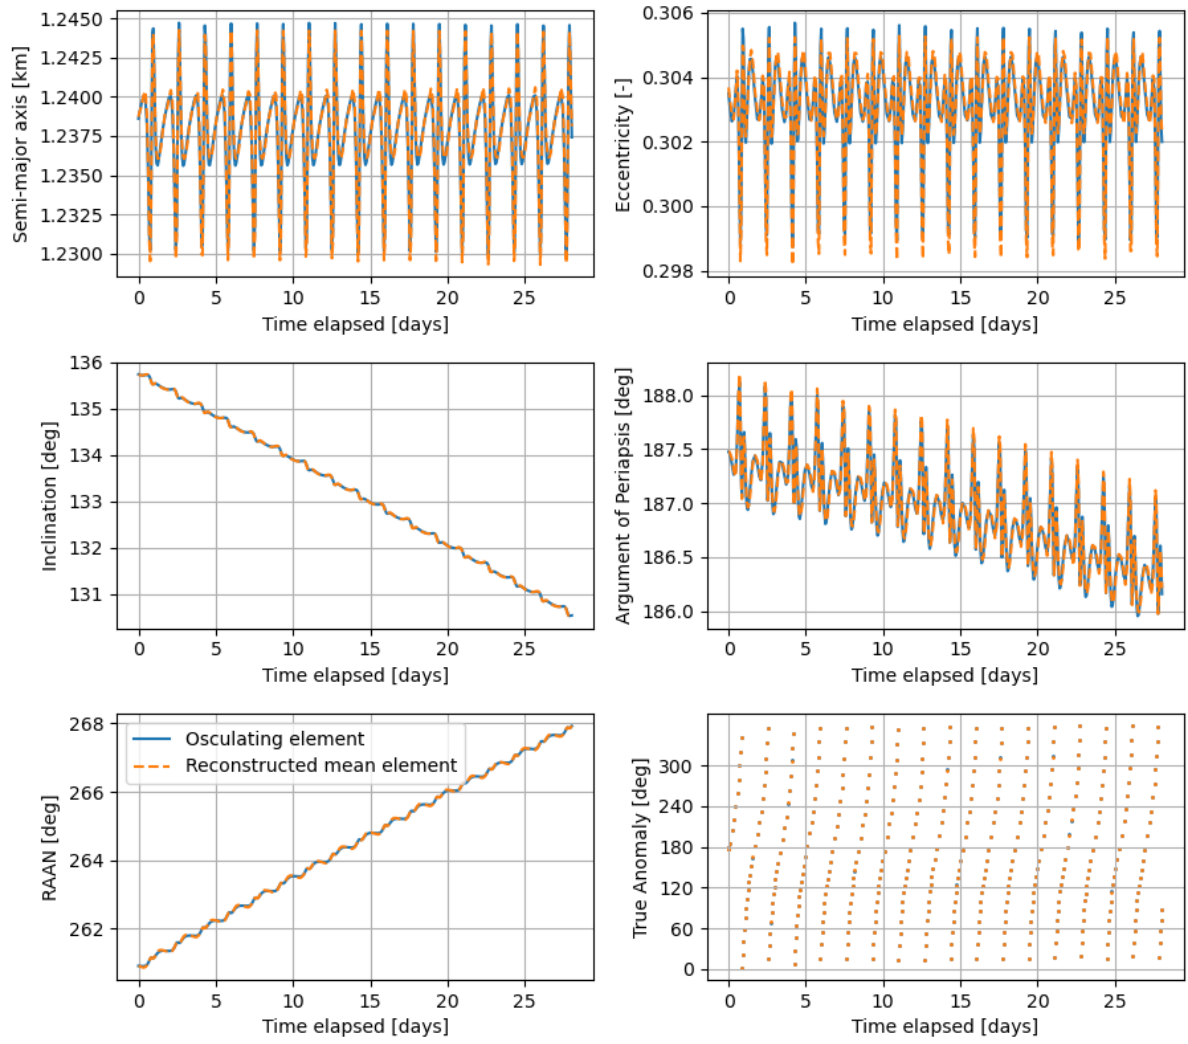 1.2450
1.2425
1.2400
1.2375
1.2350
1.2325
1.2300
Semi-major axis [km]
0 5 10 15 20 25
Time elapsed [days]
0.306
0.304
0.302
0.300
0.298
Eccentricity [-]
0 5 10 15 20 25
Time elapsed [days]
136
135
134
133
132
131
Inclination [deg]
0 5 10 15 20 25
Time elapsed [days]
188.0
187.5
187.0
186.5
186.0
Argument of Periapsis [deg]
0 5 10 15 20 25
Time elapsed [days]
268
266
264
262
RAAN [deg]
Osculating element
Reconstructed mean element
0 5 10 15 20 25
Time elapsed [days]
300
240
180
120
60
0
True Anomaly [deg]
0 5 10 15 20 25
Time elapsed [days]